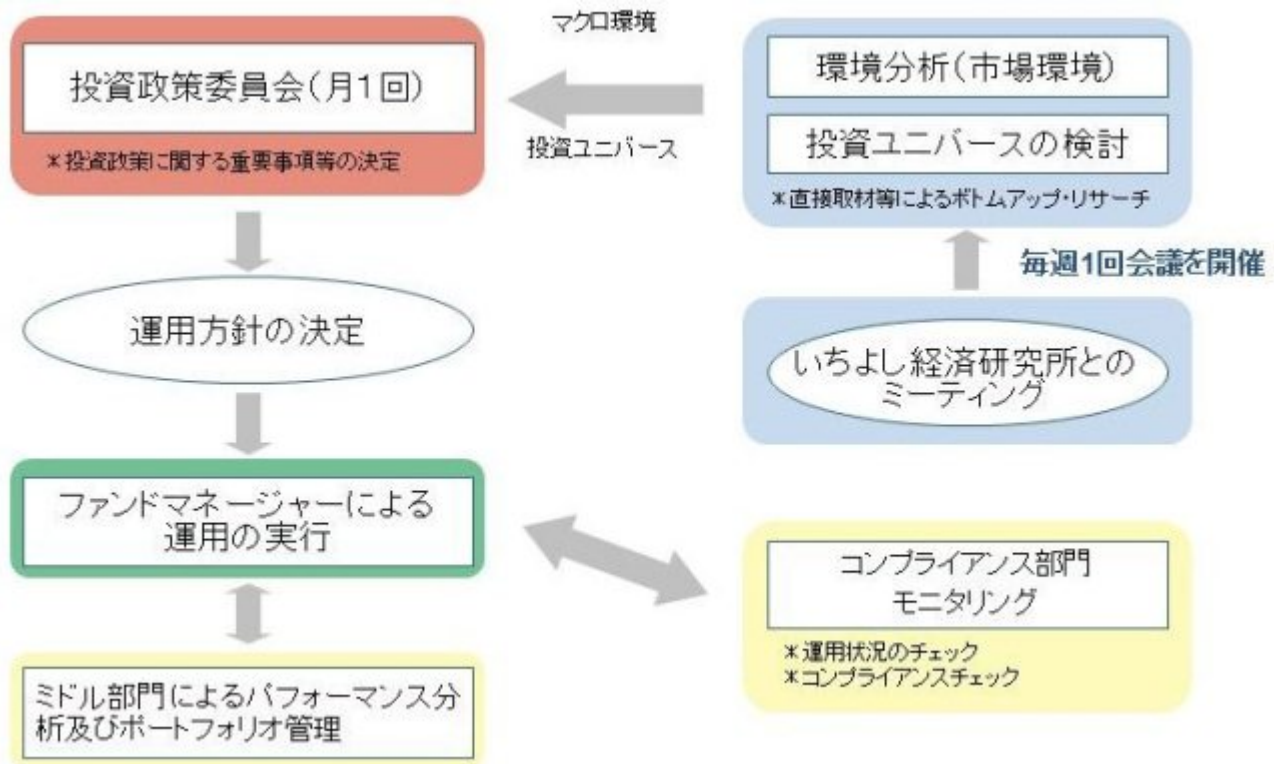 マクロ環境
投資政策委員会(月1回)
*投資政策に関する重要事項等の決定
投資ユニバース
環境分析(市場環境)
投資ユニバースの検討
*直接取材等によるボトムアップ・リサーチ
毎週1回会議を開催
いちよし経済研究所との
ミーティング
運用方針の決定
ファンドマネージャーによる
運用の実行
コンプライアンス部門
モニタリング
*運用状況のチェック
*コンプライアンスチェック
ミドル部門によるパフォーマンス分
析及びポートフォリオ管理